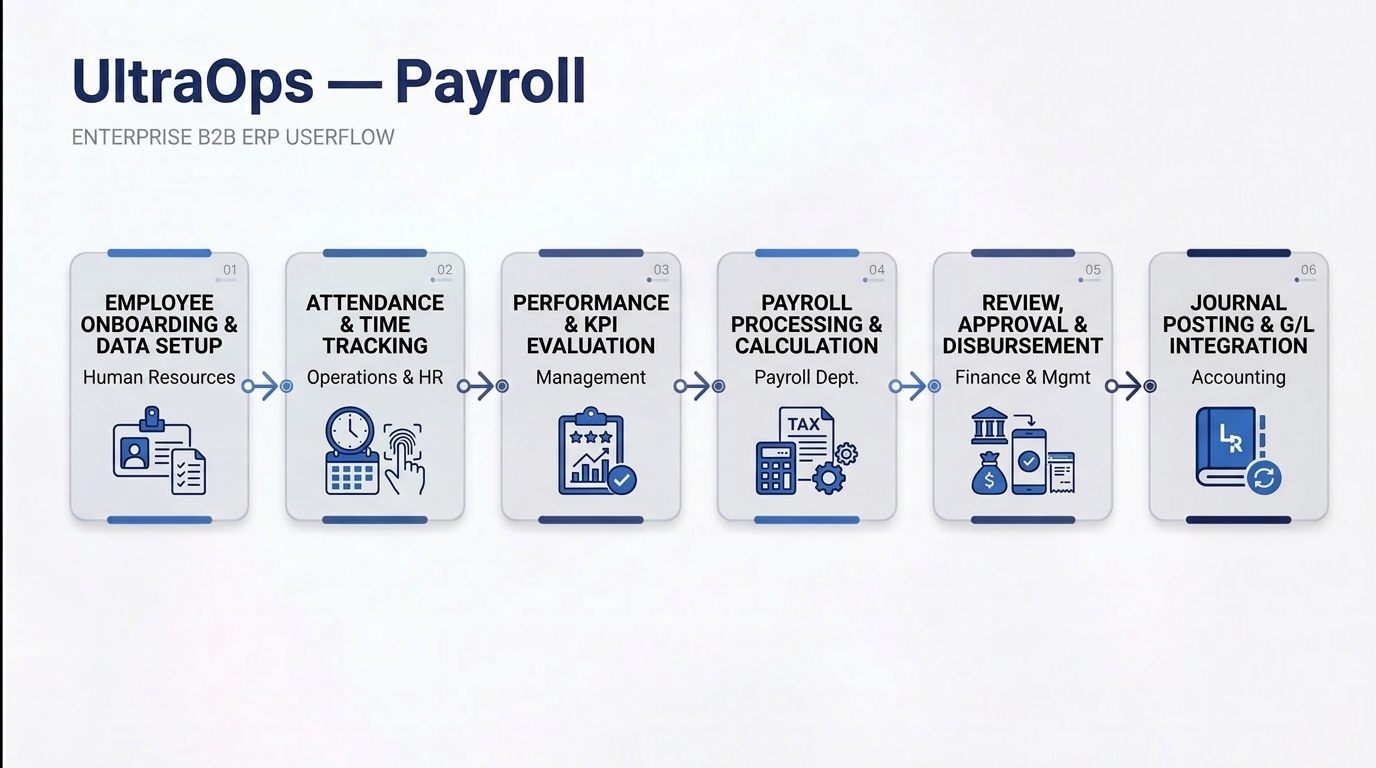 UltraOps — Payroll
ENTERPRISE B2B ERP USERFLOW
01
EMPLOYEE
ONBOARDING &
DATA SETUP
Human Resources
02
ATTENDANCE
& TIME
TRACKING
Operations & HR
03
PERFORMANCE
& KPI
EVALUATION
Management
04
PAYROLL
PROCESSING &
CALCULATION
Payroll Dept.
TAX
05
REVIEW,
APPROVAL &
DISBURSEMENT
Finance & Mgmt
$
06
JOURNAL
POSTING & G/L
INTEGRATION
Accounting
LR